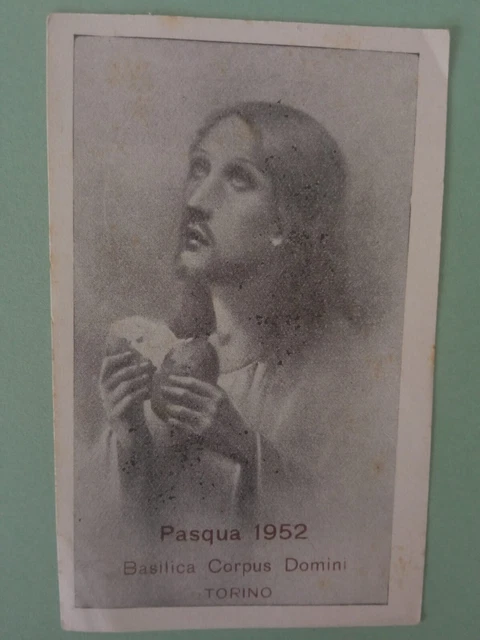 Pasqua 1952
Basilica Corpus Domini
TORINO